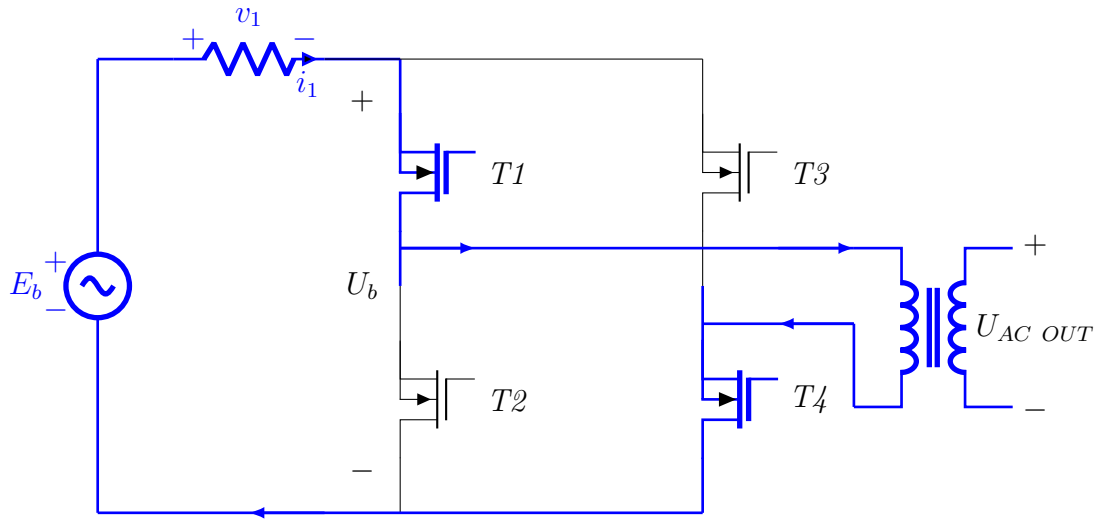 v1
+ −
i1
+
T1
T3
+
Eb
−
Ub
+
UAC OUT
−
T2
T4
−